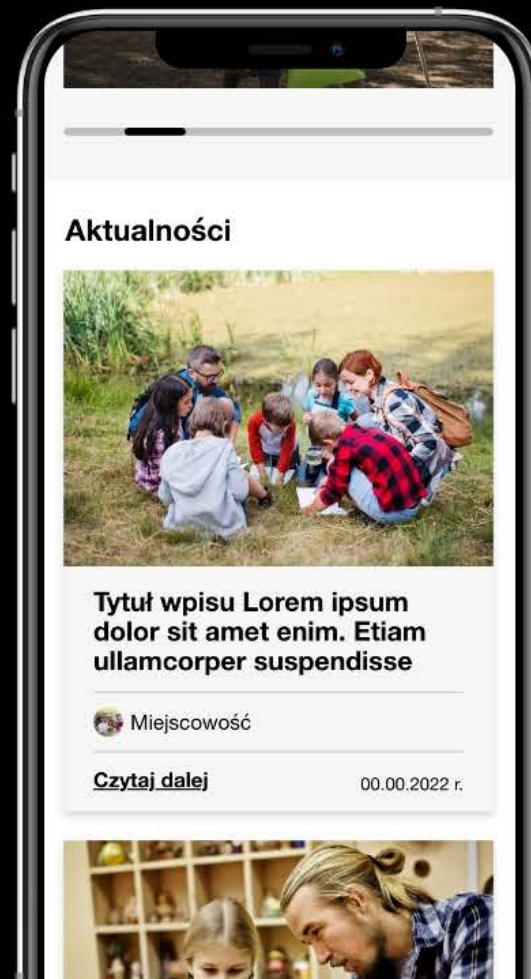 Aktualności
Tytuł wpisu Lorem ipsum
dolor sit amet enim. Etiam
ullamcorper suspendisse
Miejscowość
Czytaj dalej
00.00.2022 r.